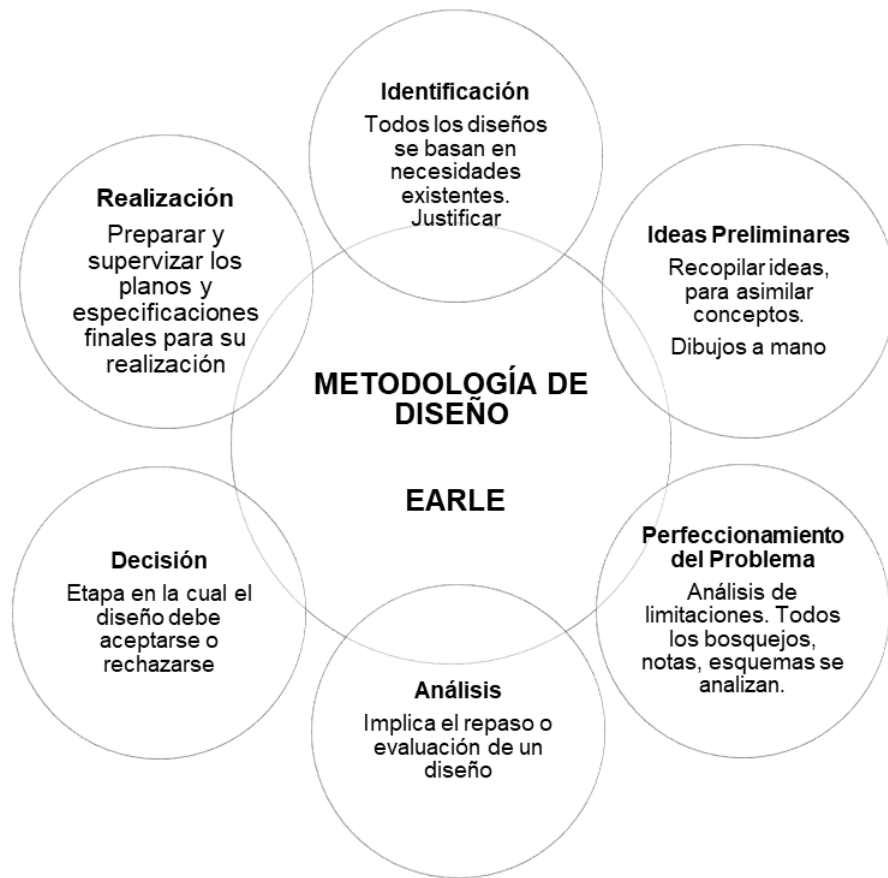 Identificación
Todos los diseños
se basan en
necesidades
existentes.
Justificar
Ideas Preliminares
Recopilar ideas,
para asimilar
conceptos.
Dibujos a mano
Perfeccionamiento
del Problema
Análisis de
limitaciones. Todos
los bosquejos,
notas, esquemas se
analizan.
Análisis
Implica el repaso o
evaluación de un
diseño
Decisión
Etapa en la cual el
diseño debe
aceptarse o
rechazarse
Realización
Preparar y
supervizar los
planos y
especificaciones
finales para su
realización
METODOLOGÍA DE
DISEÑO
EARLE